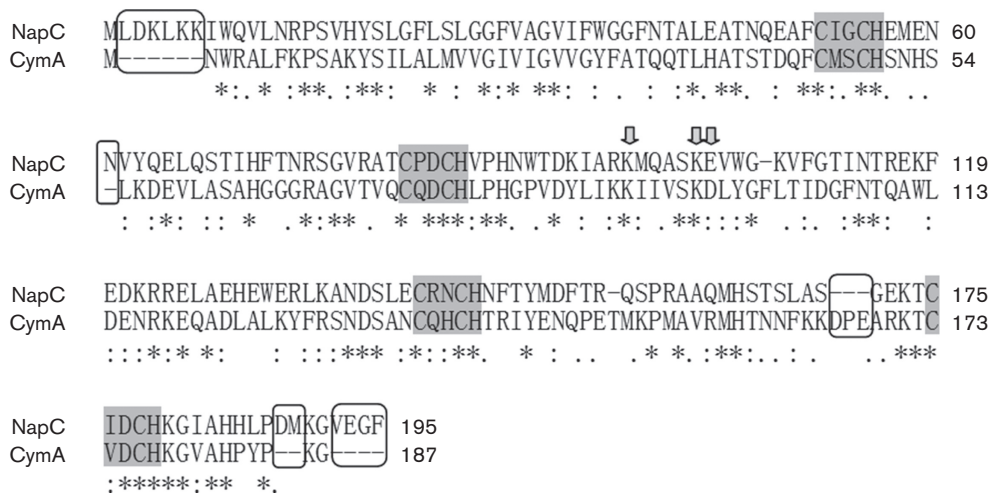 NapC MLDKLKKIWQVLNRPSVHYSLGFLSLGGFVAGVIFWGGFNTALEATNQEAFCIGCHEMEN 60
CymA M------NWRALFKPSAKYSILALMVVGIVIGVVGYFATQQTLHATSTDQFCMSCHSNHS 54
*:.* :**.:**: * : *:* **: : . : *.**. : **:.**. ..
NapC NVYQELQSTIHFTNRSGVRATCPDCHVPHNWTDKIARKMQASKEVWG-KVFGTINTREKF 119
CymA -LKDEVLASAHGGGRAGVTVQCQDCHLPHGPVDYLIKKIIVSKDLYGFLTIDGFNTQAWL 113
: :*: :: * .*:** . * ***:**. .* : :*: .**:::* .:. :**: :
NapC EDKRRELAEHEWERLKANDSLECRNCHNFTYMDFTR-QSPRAAQMHSTSLAS---GEKTC 175
CymA DENRKEQADLALKYFRSNDSANCQHCHTRIYENQPETMKPMAVRMHTNNFKKDPEARKTC 173
:::*:* *: : :::*** :*::**. * : . .* *.:**:..: . ..***
NapC IDCHKGIAHHLPDMKGVEGF 195
CymA VDCHKGVAHPYP--KG---- 187
:*****:** *.